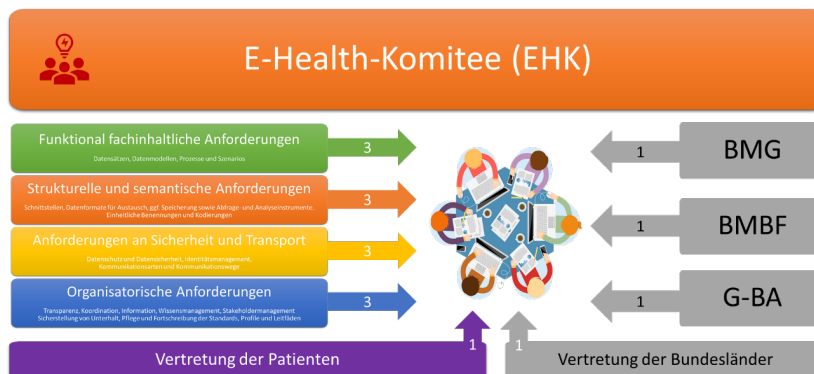 E-Health-Komitee (EHK)
Funktional fachinhaltliche Anforderungen
Datensätzen, Datenmodellen, Prozesse und Szenarios
3
Strukturelle und semantische Anforderungen
Schnittstellen, Datenformate für Austausch, ggf. Speicherung sowie Abfrage- und Analyseinstrumente
Einheitliche Benennungen und Kodierungen
3
Anforderungen an Sicherheit und Transport
Datenschutz und Datensicherheit, Identitätsmanagement,
Kommunikationsarten und Kommunikationswege
3
Organisatorische Anforderungen
Transparenz, Koordination, Information, Wissensmanagement, Stakeholdermanagement
Sicherstellung von Unterhalt, Pflege und Fortschreibung der Standards, Profile und Leitfäden
3
1
BMG
1
BMBF
1
G-BA
1
Vertretung der Patienten
1
Vertretung der Bundesländer